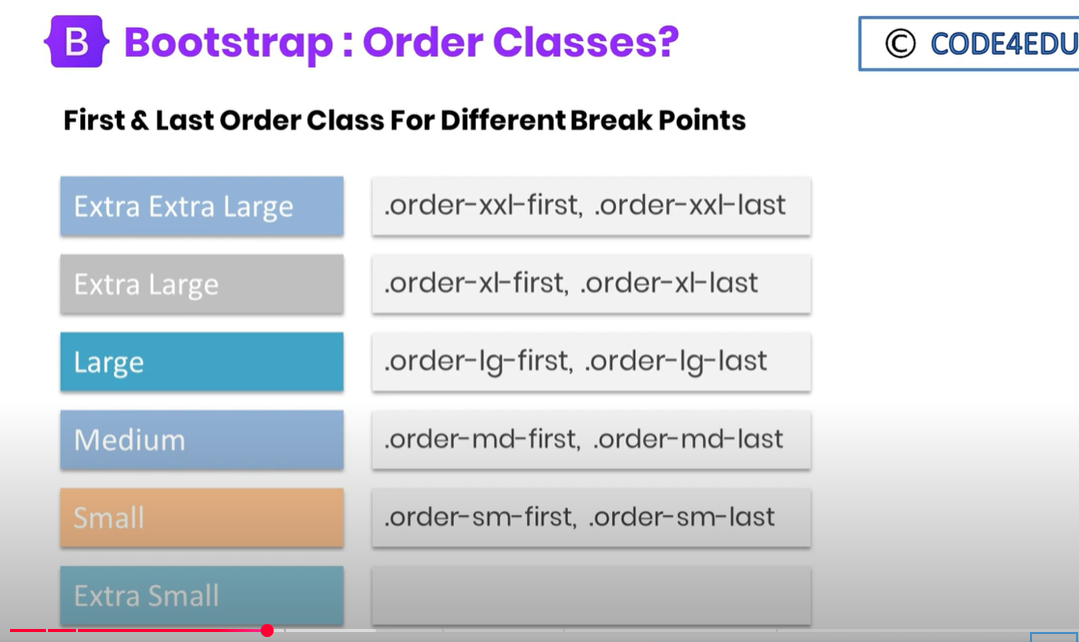 B Bootstrap : Order Classes?
© CODE4EDU
First & Last Order Class For Different Break Points
Extra Extra Large .order-xxl-first, .order-xxl-last
Extra Large .order-xl-first, .order-xl-last
Large .order-lg-first, .order-lg-last
Medium .order-md-first, .order-md-last
Small .order-sm-first, .order-sm-last
Extra Small